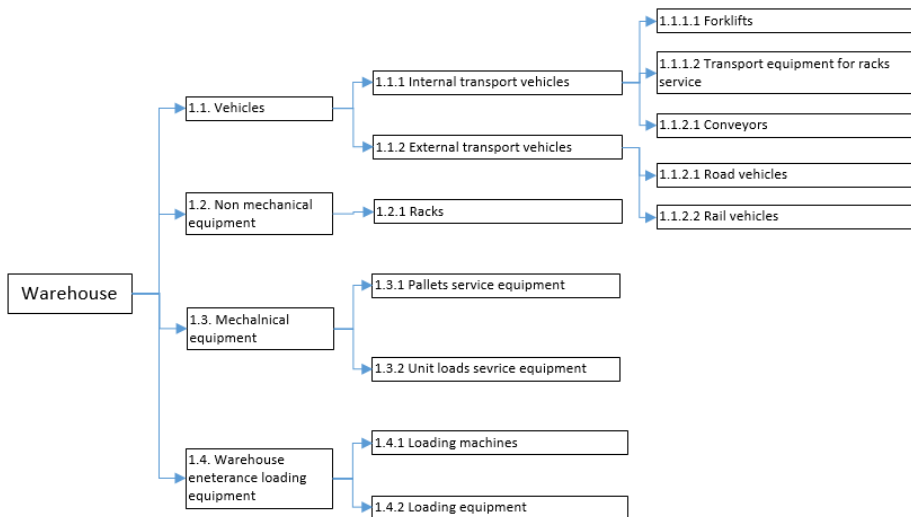 1.1.1.1 Forklifts
1.1.1 Internal transport vehicles
1.1.1.2 Transport equipment for racks
service
1.1. Vehicles
1.1.2.1 Conveyors
1.1.2 External transport vehicles
1.1.2.1 Road vehicles
1.2. Non mechanical
equipment
1.2.1 Racks
1.1.2.2 Rail vehicles
Warehouse
1.3.1 Pallets service equipment
1.3. Mechalnical
equipment
1.3.2 Unit loads sevrice equipment
1.4. Warehouse
eneterance loading
equipment
1.4.1 Loading machines
1.4.2 Loading equipment